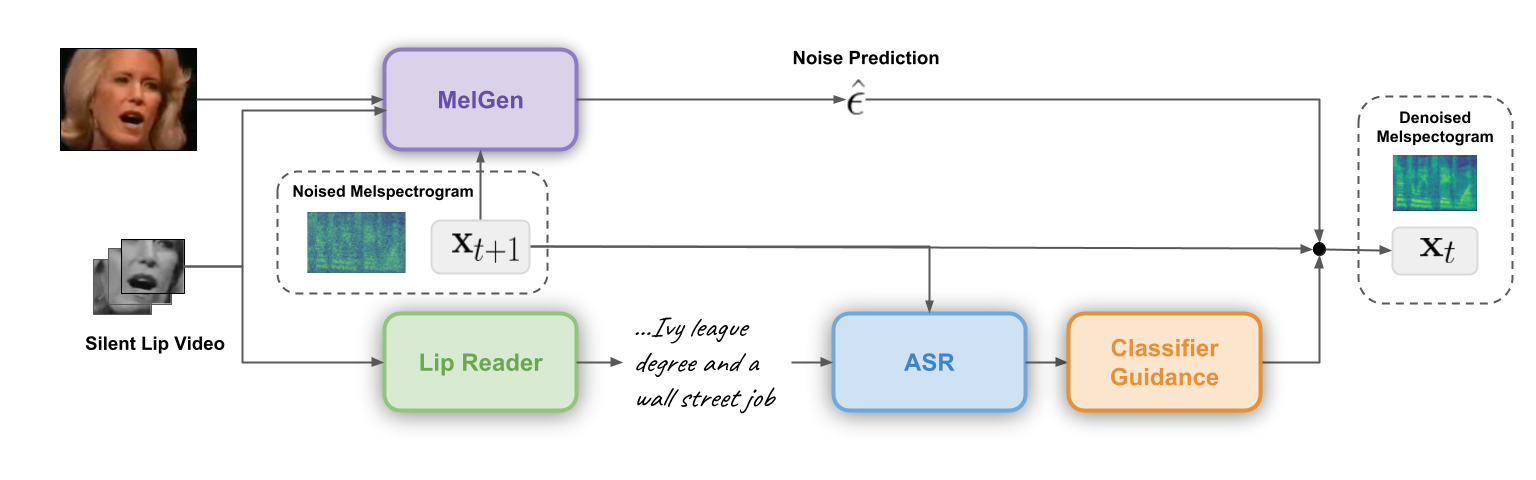 MelGen
Noise Prediction
$\hat{\epsilon}$
Denoised
Melspectogram
Noised Melspectrogram
$\mathbf{x}_{t+1}$
$\mathbf{x}_t$
Silent Lip Video
Lip Reader
...Ivy league
degree and a
wall street job
ASR
Classifier
Guidance